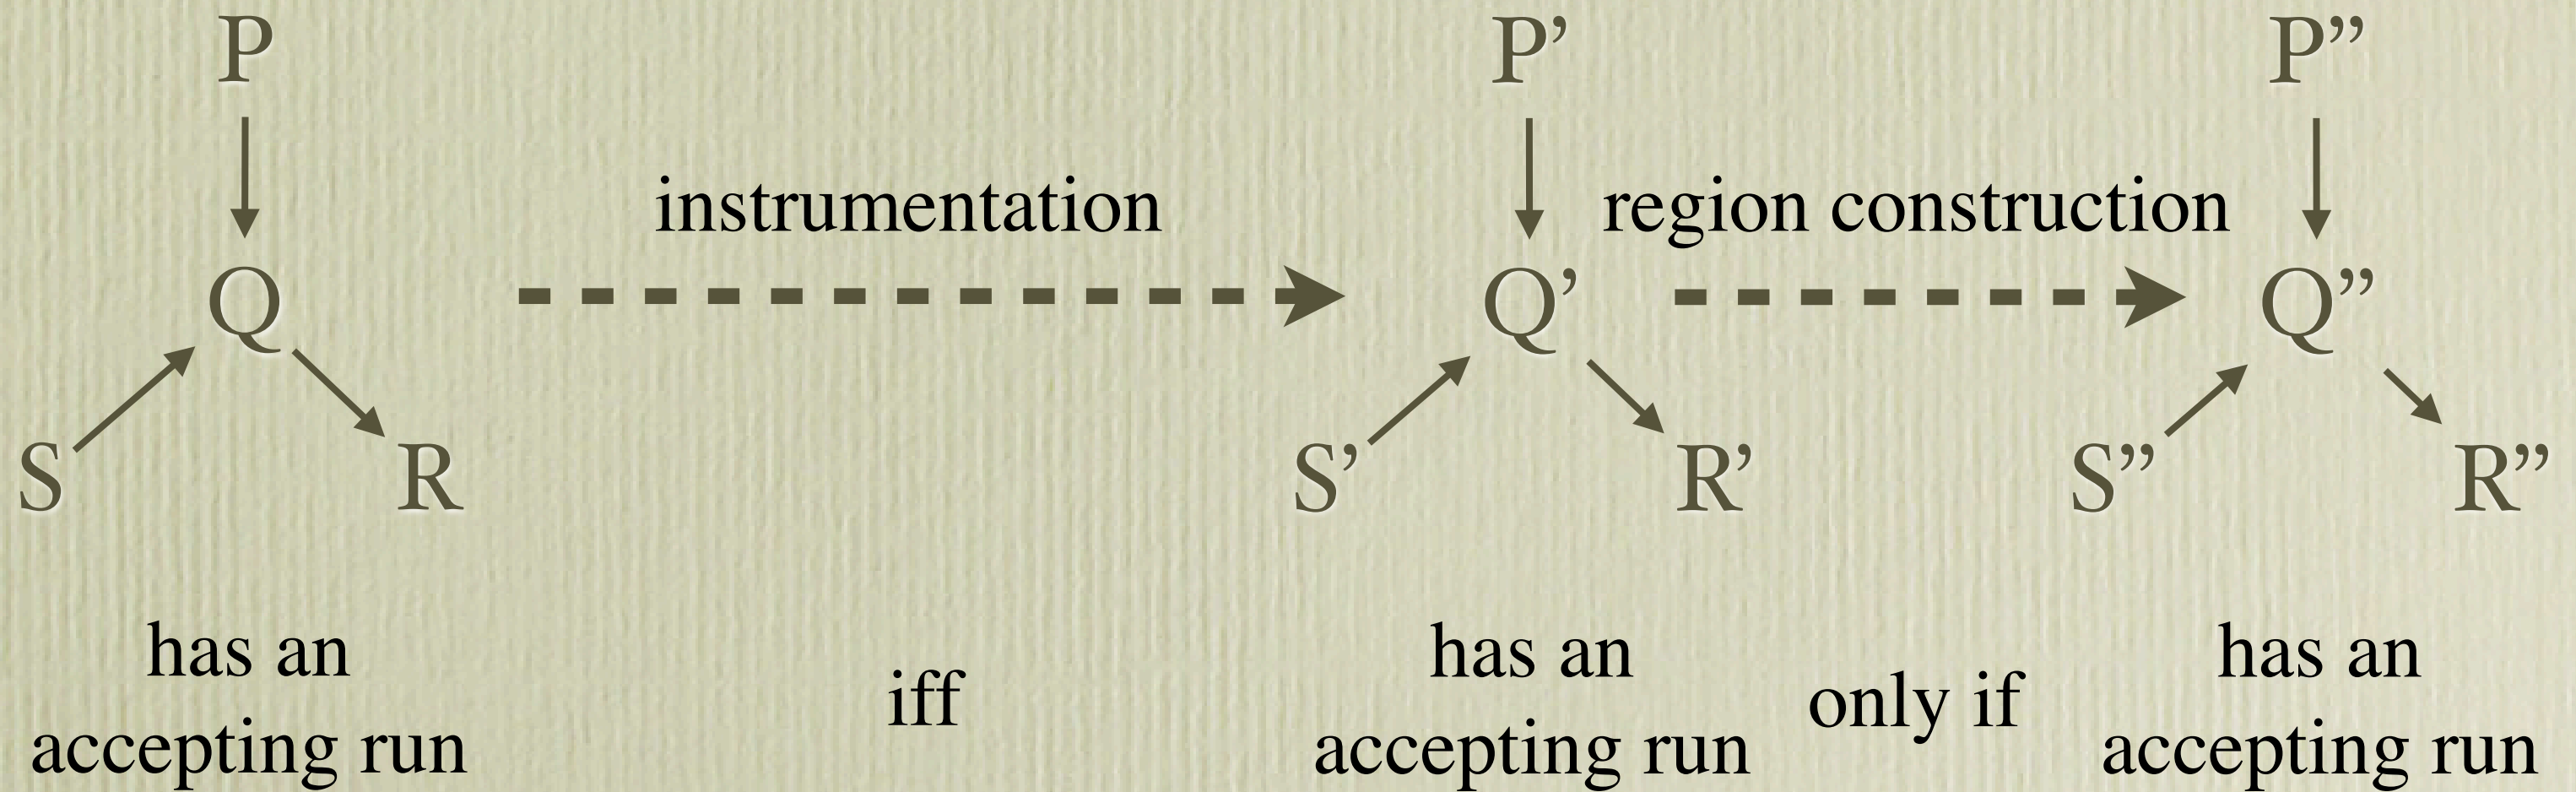 P P’ P”
instrumentation region construction
Q Q’ Q”
S R S’ R’ S” R”
has an has an has an
iff only if
accepting run accepting run accepting run